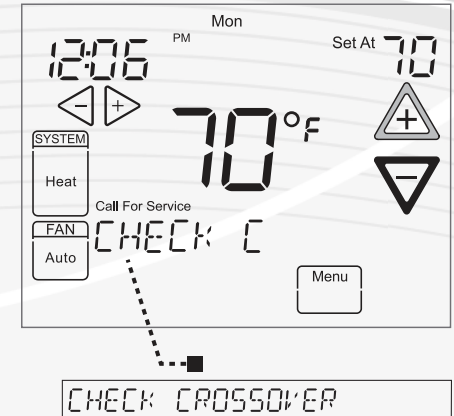 Mon
12:06 PM
Set At 70
- +
+
70°F
SYSTEM
Heat
-
Call For Service
FAN
CHECK C
Auto
Menu
CHECK CROSSOVER